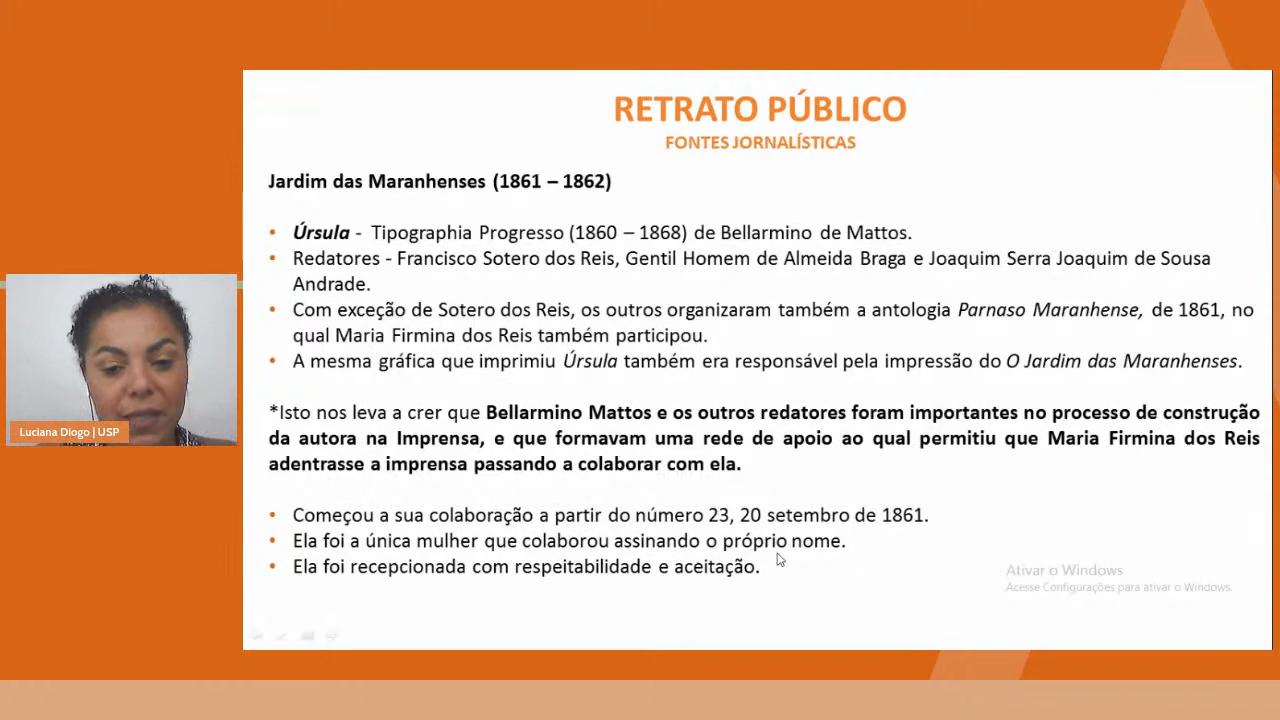 RETRATO PÚBLICO
FONTES JORNALÍSTICAS
Jardim das Maranhenses (1861 – 1862)
• Úrsula - Tipographia Progresso (1860 – 1868) de Bellarmino de Mattos.
• Redatores - Francisco Sotero dos Reis, Gentil Homem de Almeida Braga e Joaquim Serra Joaquim de Sousa
Andrade.
• Com exceção de Sotero dos Reis, os outros organizaram também a antologia Parnaso Maranhense, de 1861, no
qual Maria Firmina dos Reis também participou.
• A mesma gráfica que imprimiu Úrsula também era responsável pela impressão do O Jardim das Maranhenses.
*Isto nos leva a crer que Bellarmino Mattos e os outros redatores foram importantes no processo de construção
da autora na Imprensa, e que formavam uma rede de apoio ao qual permitiu que Maria Firmina dos Reis
adentrasse a imprensa passando a colaborar com ela.
• Começou a sua colaboração a partir do número 23, 20 setembro de 1861.
• Ela foi a única mulher que colaborou assinando o próprio nome.
• Ela foi recepcionada com respeitabilidade e aceitação.
Luciana Diogo | USP
Ativar o Windows
Acesse Configurações para ativar o Windows.